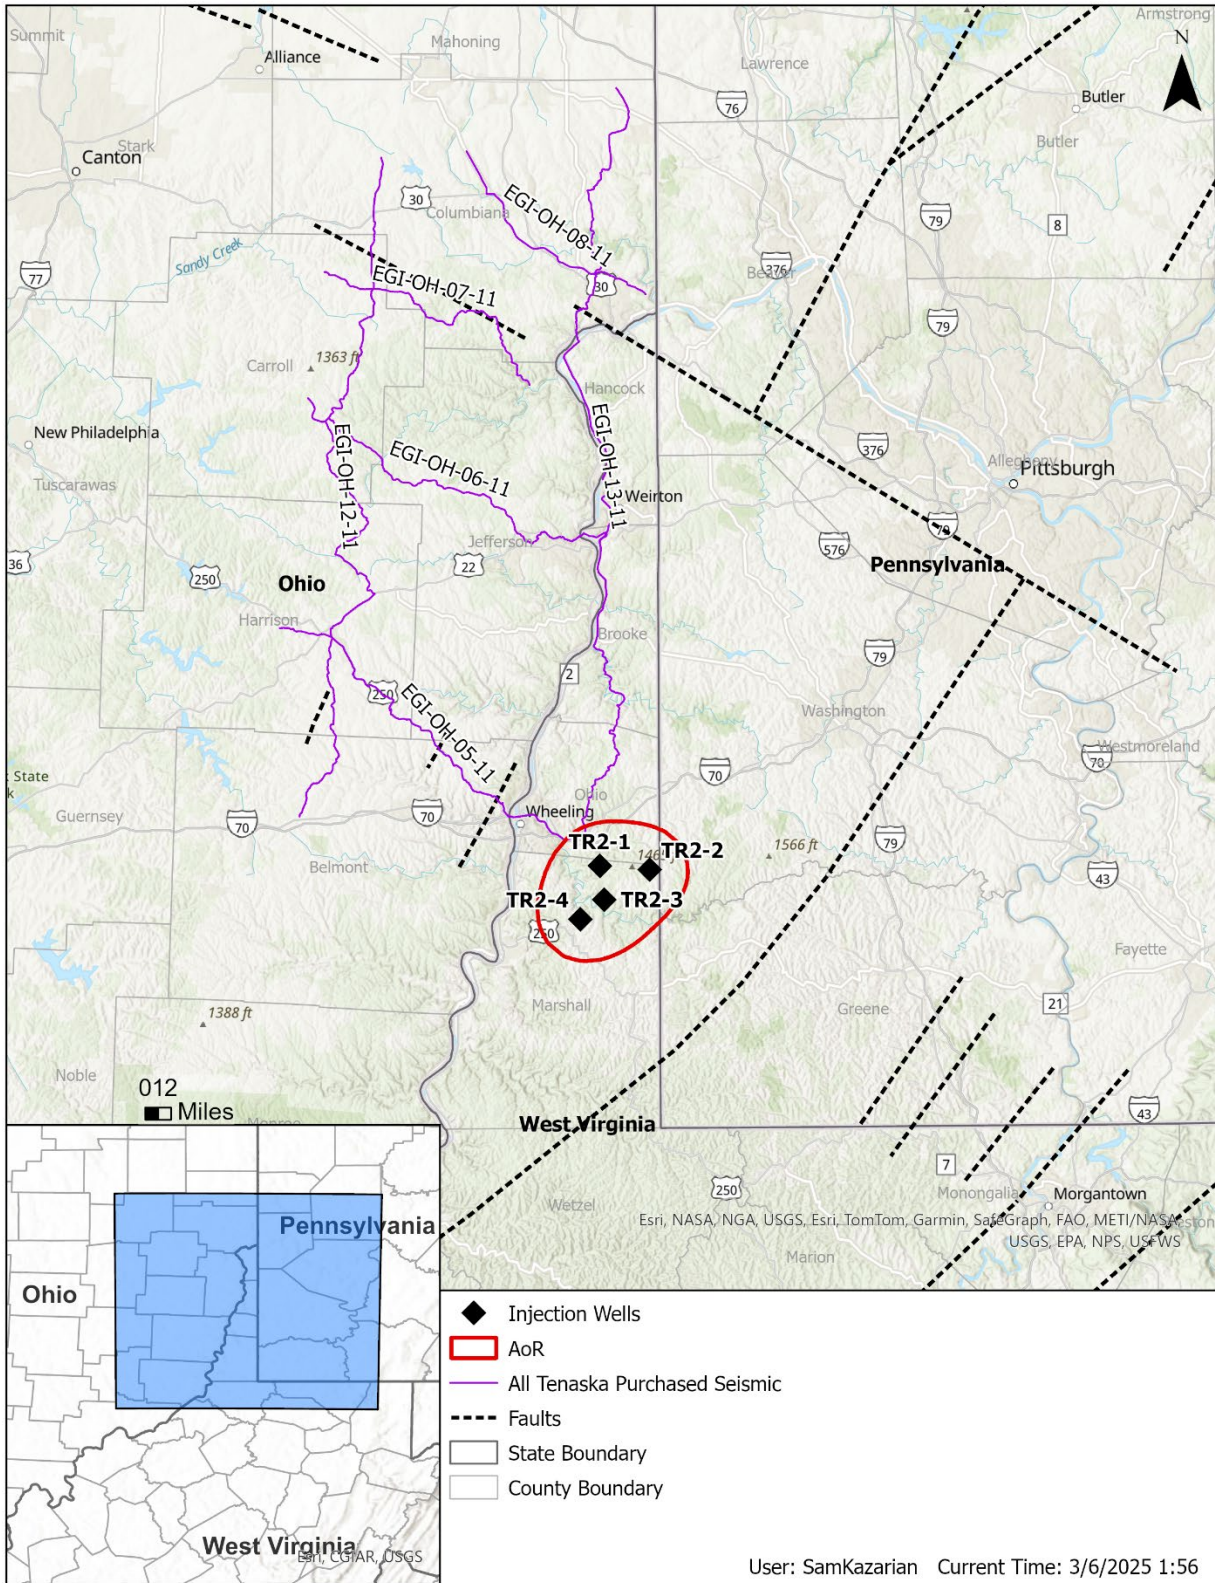 Summit
Mahoning
Armstrong
N
Alliance
Lawrence
76
Butler
Butler
Stark
Canton
30
Columbiana
EGI-OH-08-11
79
8
Sandy Creek
77
376
Beaver
30
EGI-OH-07-11
79
Carroll
1363 ft
Hancock
New Philadelphia
EGI-OH-12-11
EGI-OH-06-11
EGI-OH-13-11
376
Allegheny
Pittsburgh
Tuscarawas
Weirton
79
36
250
Jefferson
22
576
Pennsylvania
Ohio
Harrison
Brooke
79
2
250
EGI-OH-05-11
Washington
Westmoreland
State
k
70
70
Ohio
Guernsey
70
70
Wheeling
79
1566 ft
TR2-1
TR2-2
Belmont
43
TR2-4
TR2-3
250
Fayette
Marshall
Greene
21
1388 ft
Noble
012
Miles
43
West Virginia
7
250
Monongalia
Morgantown
Wetzel
Esri, NASA, NGA, USGS, Esri, TomTom, Garmin, SafeGraph, FAO, METI/NASA,
USGS, EPA, NPS, USFWS
Marion
Pennsylvania
Ohio
West Virginia
Esri, CGIAR, USGS
Injection Wells
AoR
All Tenaska Purchased Seismic
Faults
State Boundary
County Boundary
User: SamKazarian Current Time: 3/6/2025 1:56